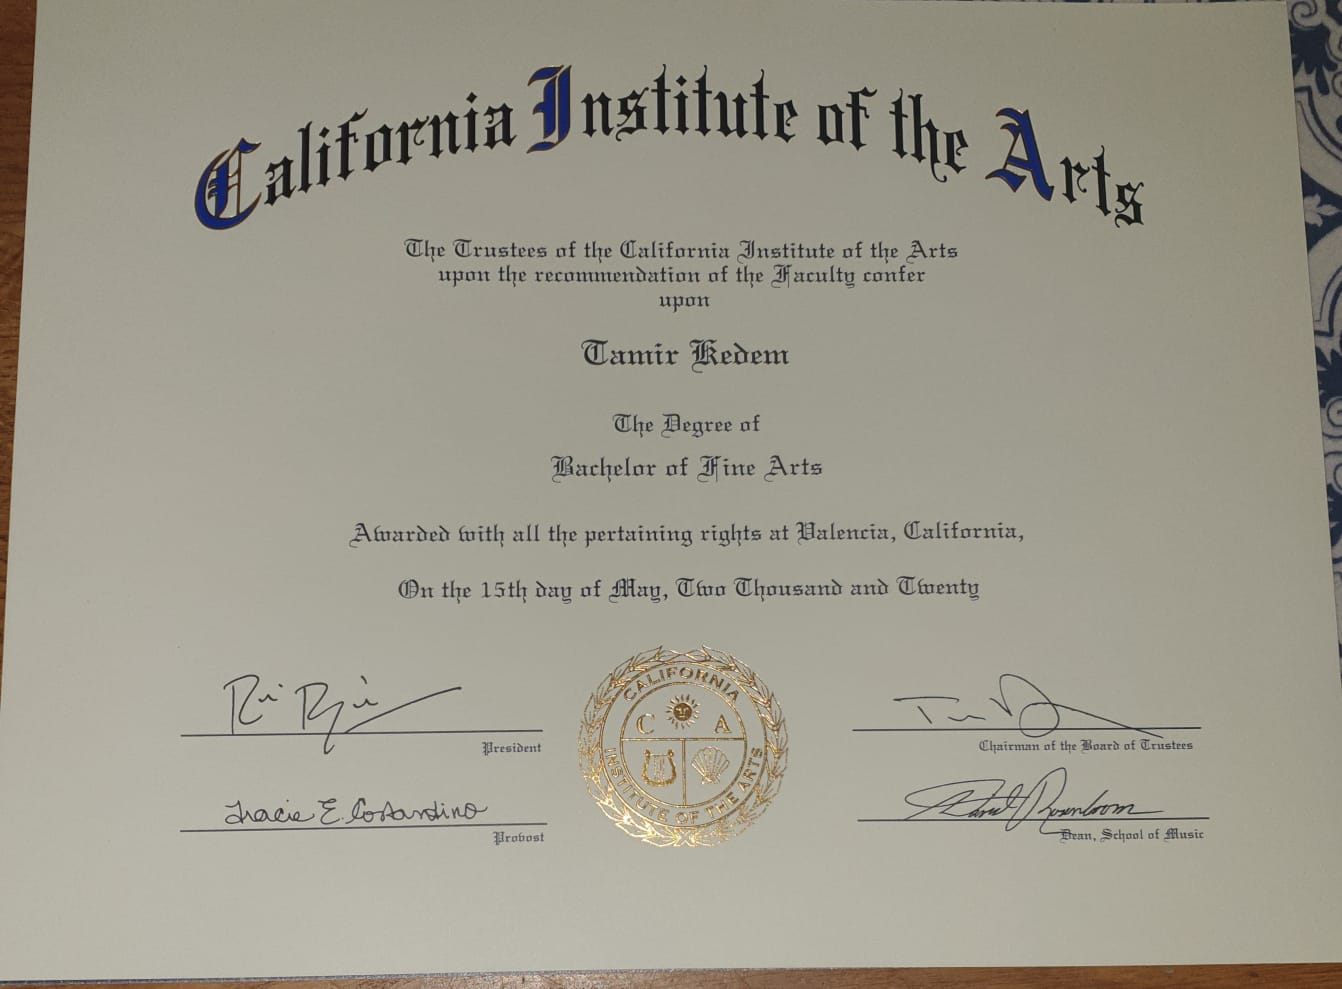 California Institute of the Arts
The Trustees of the California Institute of the Arts
upon the recommendation of the Faculty confer
upon
Tamir Kedem
The Degree of
Bachelor of Fine Arts
Awarded with all the pertaining rights at Valencia, California,
On the 15th day of May, Two Thousand and Twenty
President
Chairman of the Board of Trustees
Tracie E. Costantino
Provost
David Rosenboom
Dean, School of Music
CALIFORNIA
C A
INSTITUTE OF THE ARTS